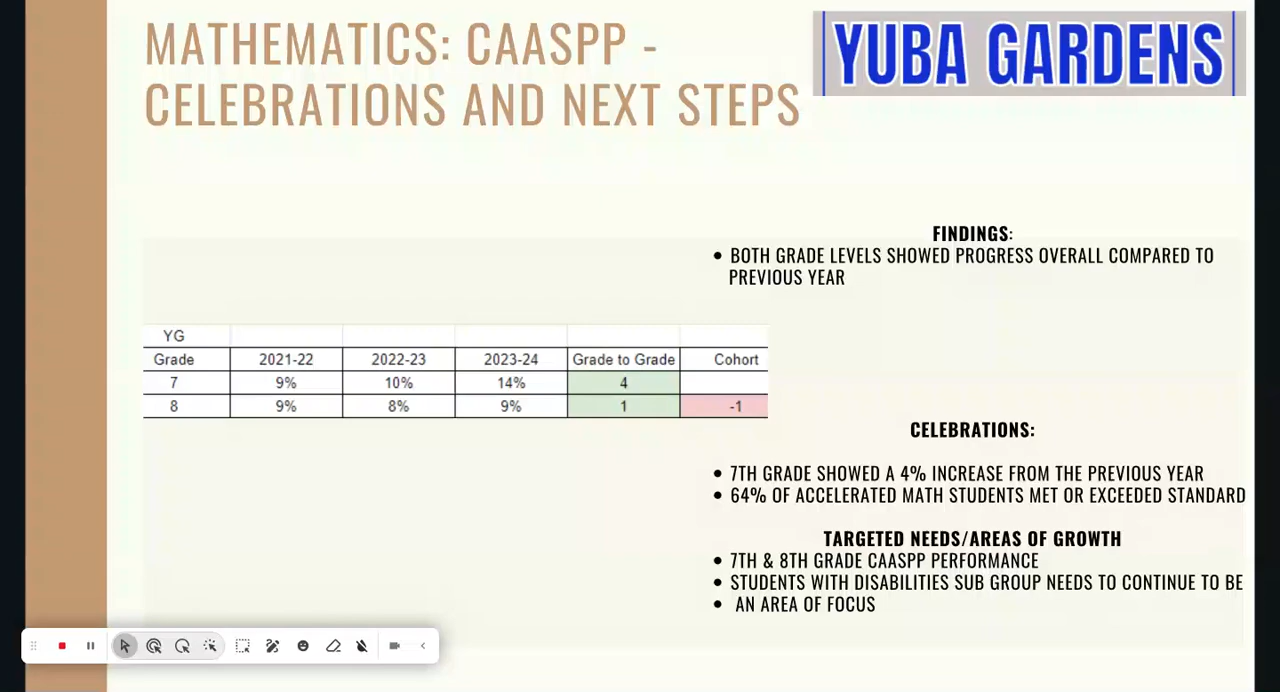 MATHEMATICS: CAASPP -
CELEBRATIONS AND NEXT STEPS
YUBA GARDENS
FINDINGS:
• BOTH GRADE LEVELS SHOWED PROGRESS OVERALL COMPARED TO
PREVIOUS YEAR
YG
Grade 2021-22 2022-23 2023-24 Grade to Grade Cohort
7 9% 10% 14% 4
8 9% 8% 9% 1 -1
CELEBRATIONS:
• 7TH GRADE SHOWED A 4% INCREASE FROM THE PREVIOUS YEAR
• 64% OF ACCELERATED MATH STUDENTS MET OR EXCEEDED STANDARD
TARGETED NEEDS/AREAS OF GROWTH
• 7TH & 8TH GRADE CAASPP PERFORMANCE
• STUDENTS WITH DISABILITIES SUB GROUP NEEDS TO CONTINUE TO BE
• AN AREA OF FOCUS